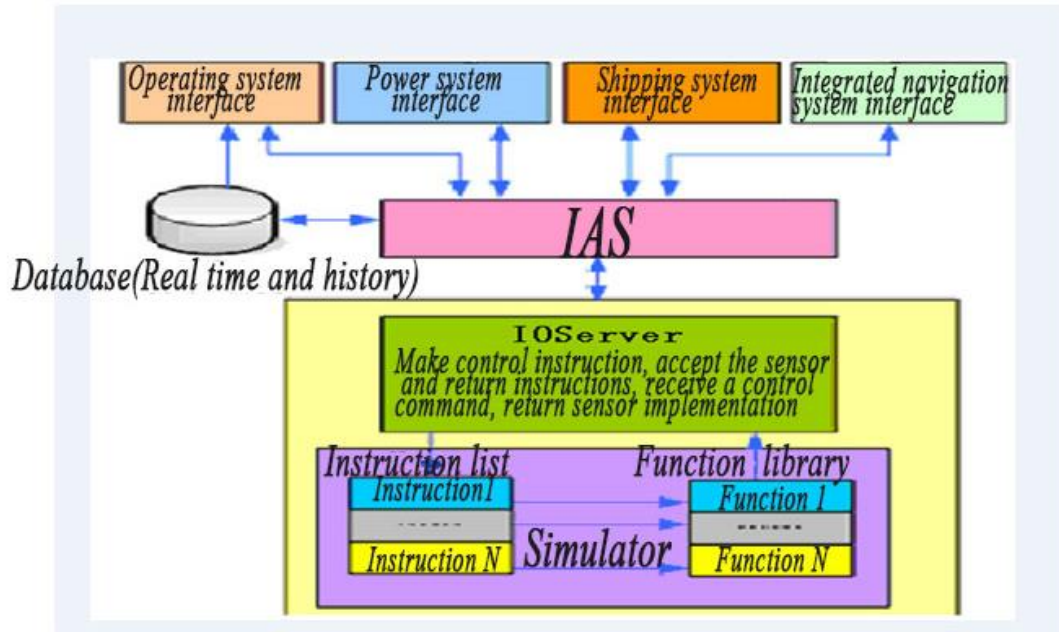 Operating system
interface
Power system
interface
Shipping system
interface
Integrated navigation
system interface
IAS
Database(Real time and history)
IOServer
Make control instruction, accept the sensor
and return instructions, receive a control
command, return sensor implementation
Instruction list
Function library
Instruction1
Function 1
Simulator
Instruction N
Function N